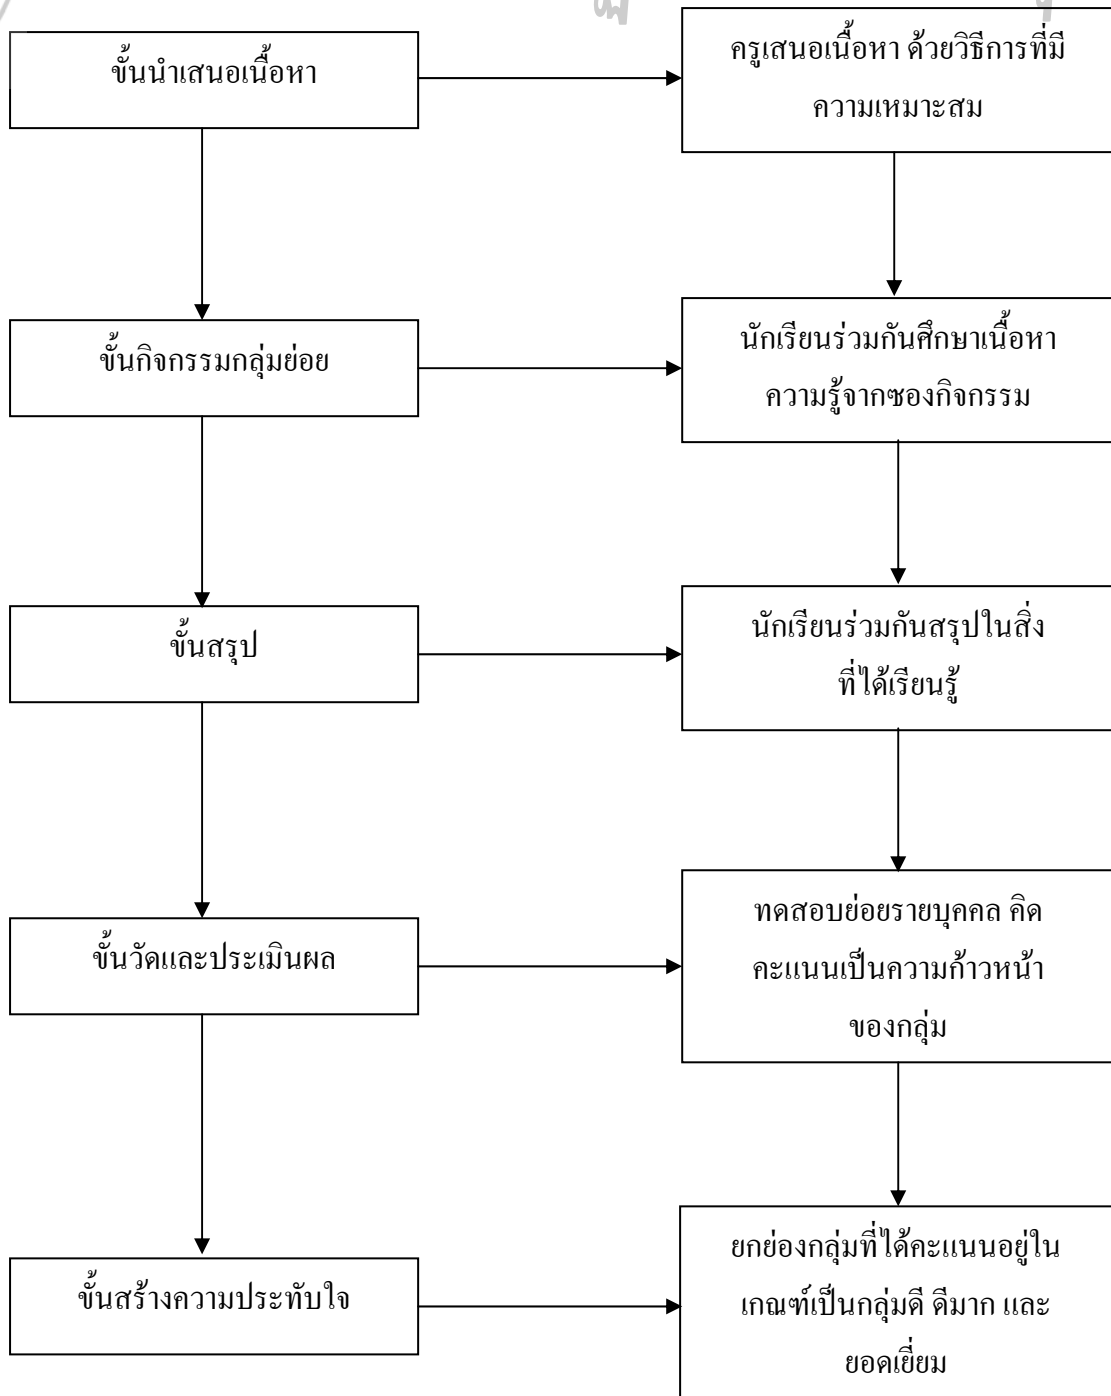 ขั้นนำเสนอเนื้อหา
ครูเสนอเนื้อหา ด้วยวิธีการที่มี
ความเหมาะสม
ขั้นกิจกรรมกลุ่มย่อย
นักเรียนร่วมกันศึกษาเนื้อหา
ความรู้จากซองกิจกรรม
ขั้นสรุป
นักเรียนร่วมกันสรุปในสิ่ง
ที่ได้เรียนรู้
ขั้นวัดและประเมินผล
ทดสอบย่อยรายบุคคล คิด
คะแนนเป็นความก้าวหน้า
ของกลุ่ม
ขั้นสร้างความประทับใจ
ยกย่องกลุ่มที่ได้คะแนนอยู่ใน
เกณฑ์เป็นกลุ่มดี ดีมาก และ
ยอดเยี่ยม